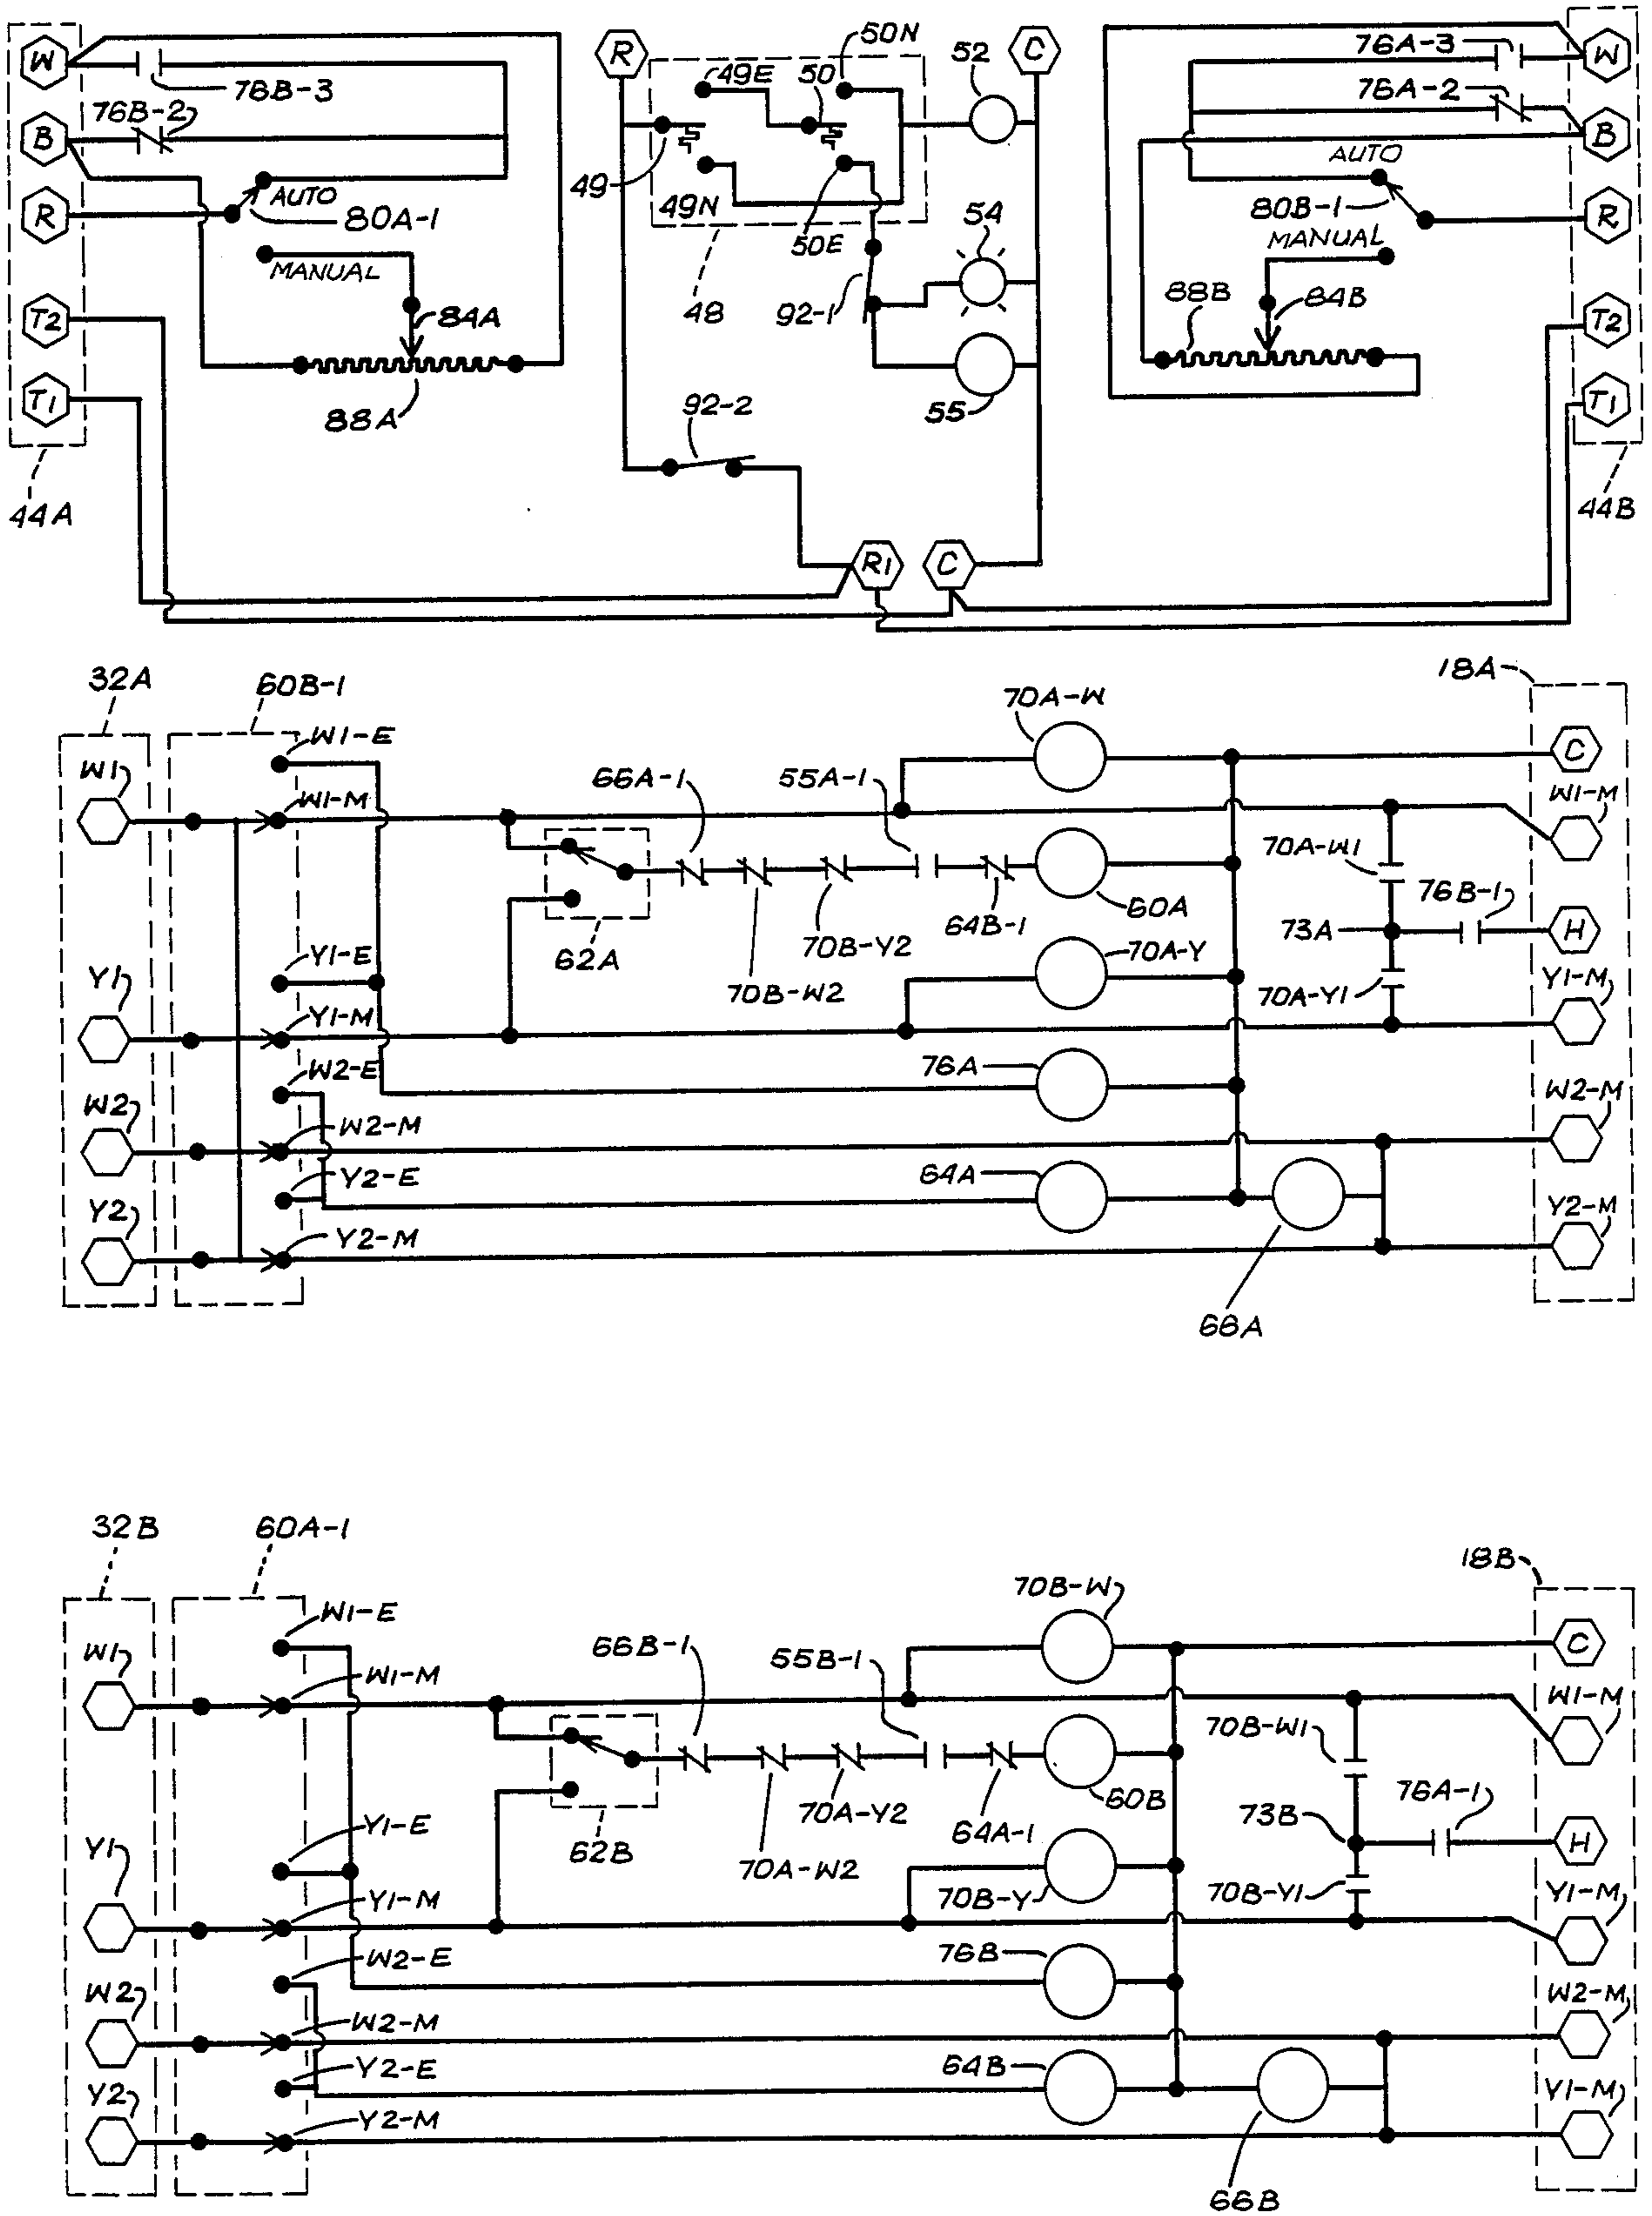 W
76B-3
76B-2
B
R
AUTO
80A-1
MANUAL
T2
84A
T1
88A
44A
R
50N
52
C
49E
50
49
49N
50E
54
48
92-1
55
92-2
R1
C
76A-3
W
76A-2
B
AUTO
80B-1
R
MANUAL
88B
84B
T2
T1
44B
32A
60B-1
70A-W
18A
W1
W1-E
C
W1-M
66A-1
55A-1
W1-M
70A-W1
76B-1
60A
Y1
Y1-E
62A
70B-Y2
64B-1
73A
H
70B-W2
70A-Y
70A-Y1
Y1-M
Y1-M
W2-E
76A
W2
W2-M
W2-M
Y2-E
64A
Y2
Y2-M
Y2-M
66A
32B
60A-1
70B-W
18B
W1-E
W1
W1-M
66B-1
55B-1
C
W1-M
70B-W1
76A-1
60B
Y1
Y1-E
62B
70A-Y2
64A-1
73B
H
70A-W2
70B-Y
70B-Y1
Y1-M
Y1-M
W2-E
76B
W2
W2-M
W2-M
Y2-E
64B
Y2
Y2-M
Y1-M
66B